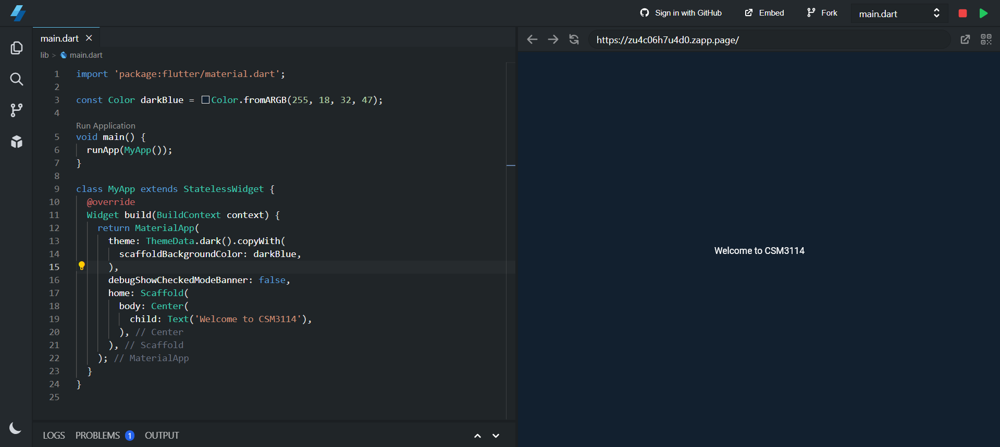 Sign in with GitHub Embed Fork main.dart
main.dart
https://zu4c06h7u4d0.zapp.page/
lib > main.dart
1 import 'package:flutter/material.dart';
2
3 const Color darkBlue = Color.fromARGB(255, 18, 32, 47);
4
Run Application
5 void main() {
6 runApp(MyApp());
7 }
8
9 class MyApp extends StatelessWidget {
10 @override
11 Widget build(BuildContext context) {
12 return MaterialApp(
13 theme: ThemeData.dark().copyWith(
14 scaffoldBackgroundColor: darkBlue,
15 ),
16 debugShowCheckedModeBanner: false,
17 home: Scaffold(
18 body: Center(
19 child: Text('Welcome to CSM3114'),
20 ), // Center
21 ), // Scaffold
22 ); // MaterialApp
23 }
24 }
25
Welcome to CSM3114
LOGS PROBLEMS 1 OUTPUT